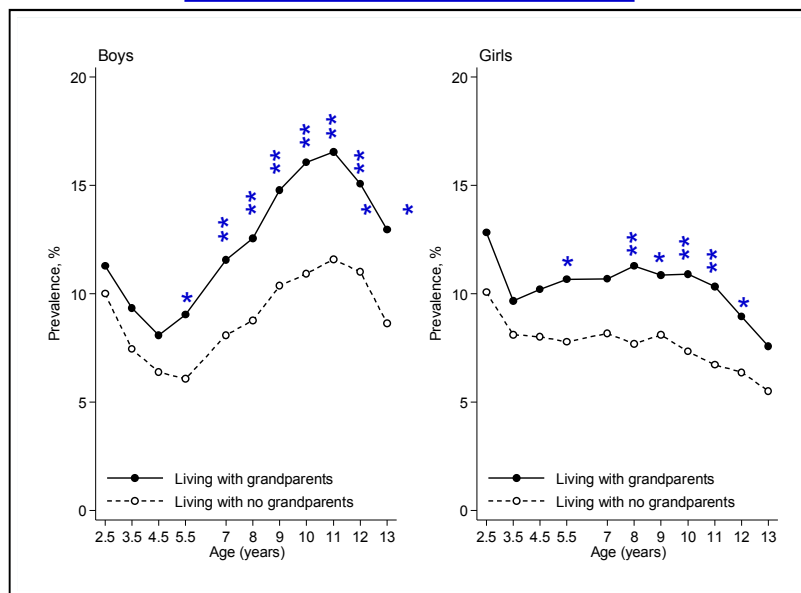 Boys
20
15
10
5
0
Prevalence, %
** ** ** ** ** ** * *
*
Living with grandparents
Living with no grandparents
2.5 3.5 4.5 5.5 7 8 9 10 11 12 13
Age (years)
Girls
20
15
10
5
0
Prevalence, %
* ** * ** ** *
Living with grandparents
Living with no grandparents
2.5 3.5 4.5 5.5 7 8 9 10 11 12 13
Age (years)